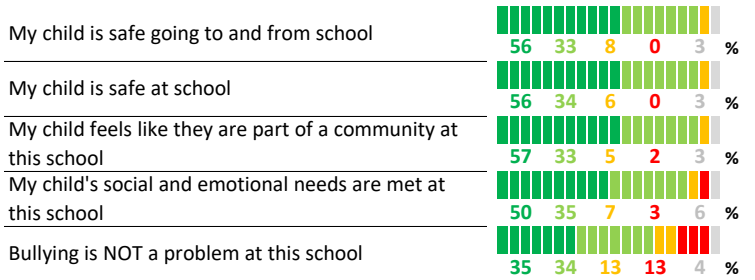 My child is safe going to and from school
56 33 8 0 3 %
My child is safe at school
56 34 6 0 3 %
My child feels like they are part of a community at
this school
57 33 5 2 3 %
My child's social and emotional needs are met at
this school
50 35 7 3 6 %
Bullying is NOT a problem at this school
35 34 13 13 4 %